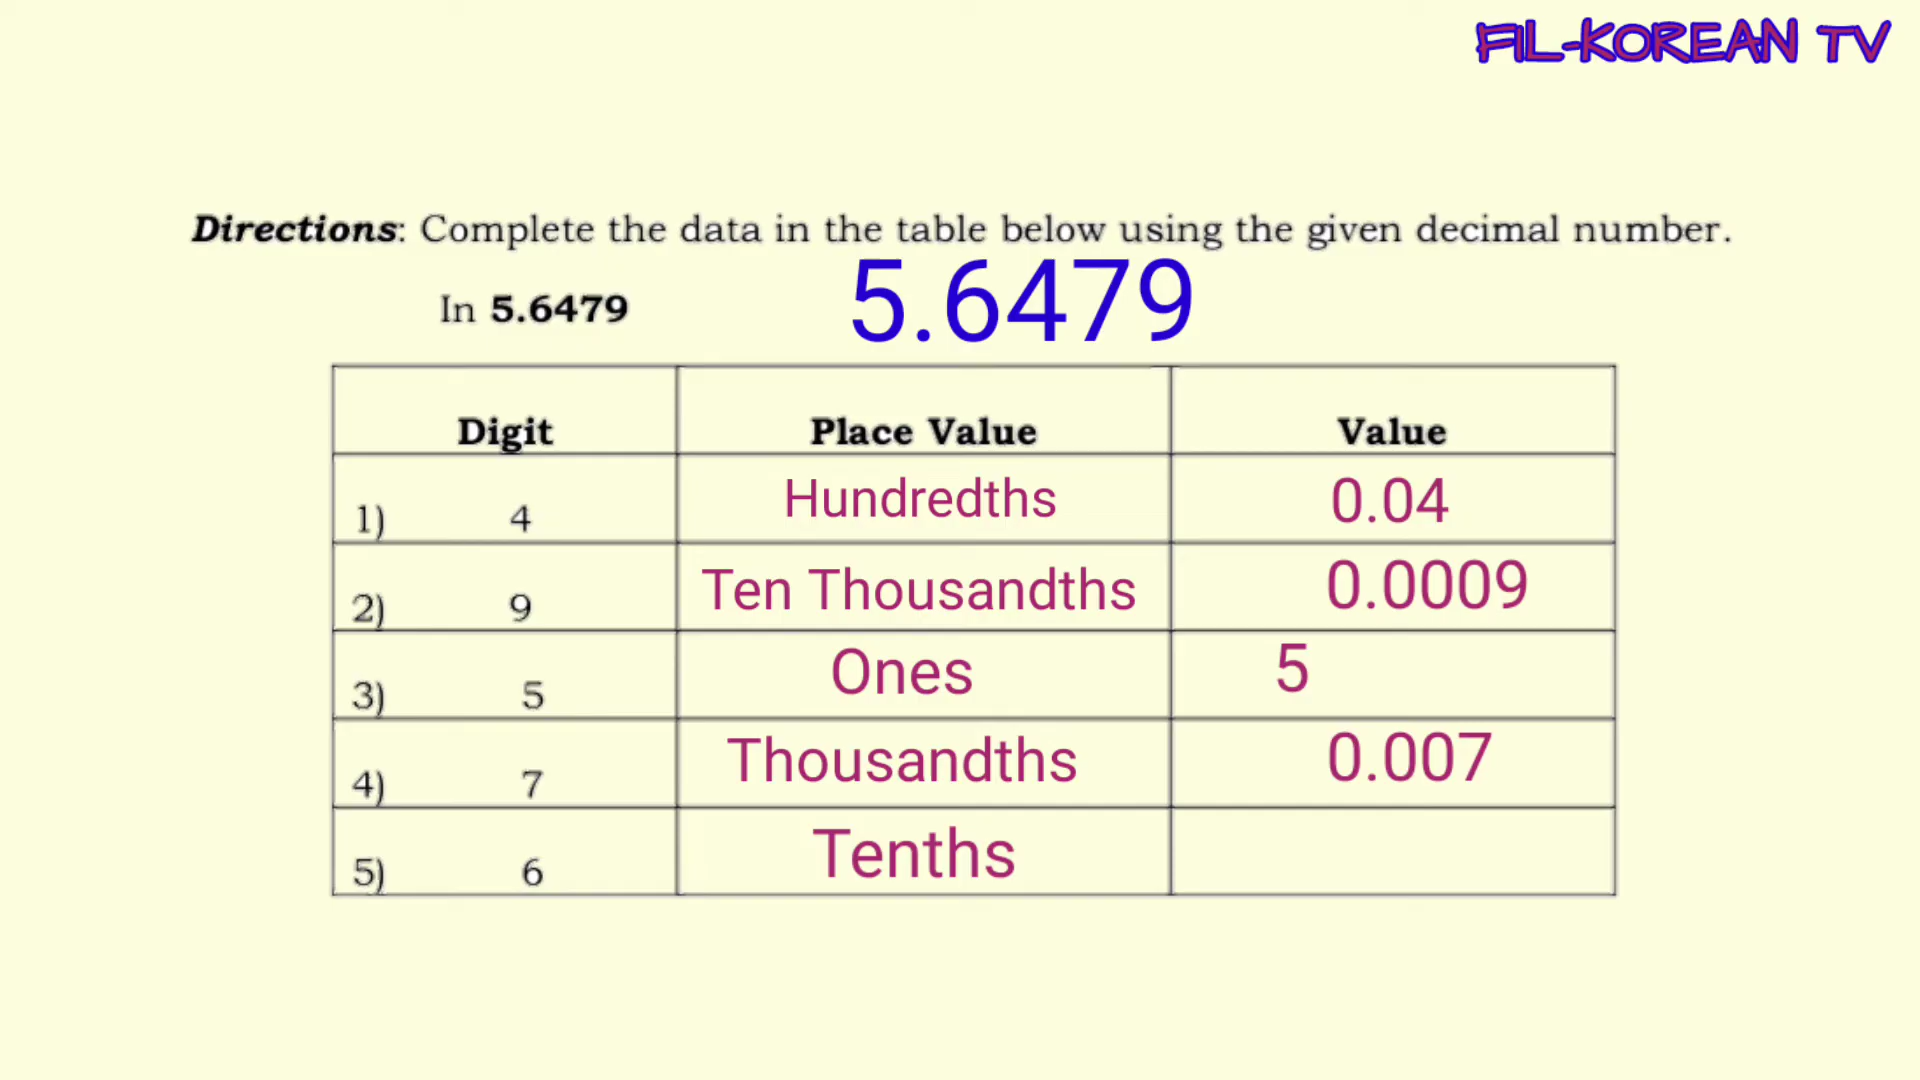 FIL-KOREAN TV
Directions: Complete the data in the table below using the given decimal number.
In 5.6479
5.6479
Digit Place Value Value
1) 4 Hundredths 0.04
2) 9 Ten Thousandths 0.0009
3) 5 Ones 5
4) 7 Thousandths 0.007
5) 6 Tenths